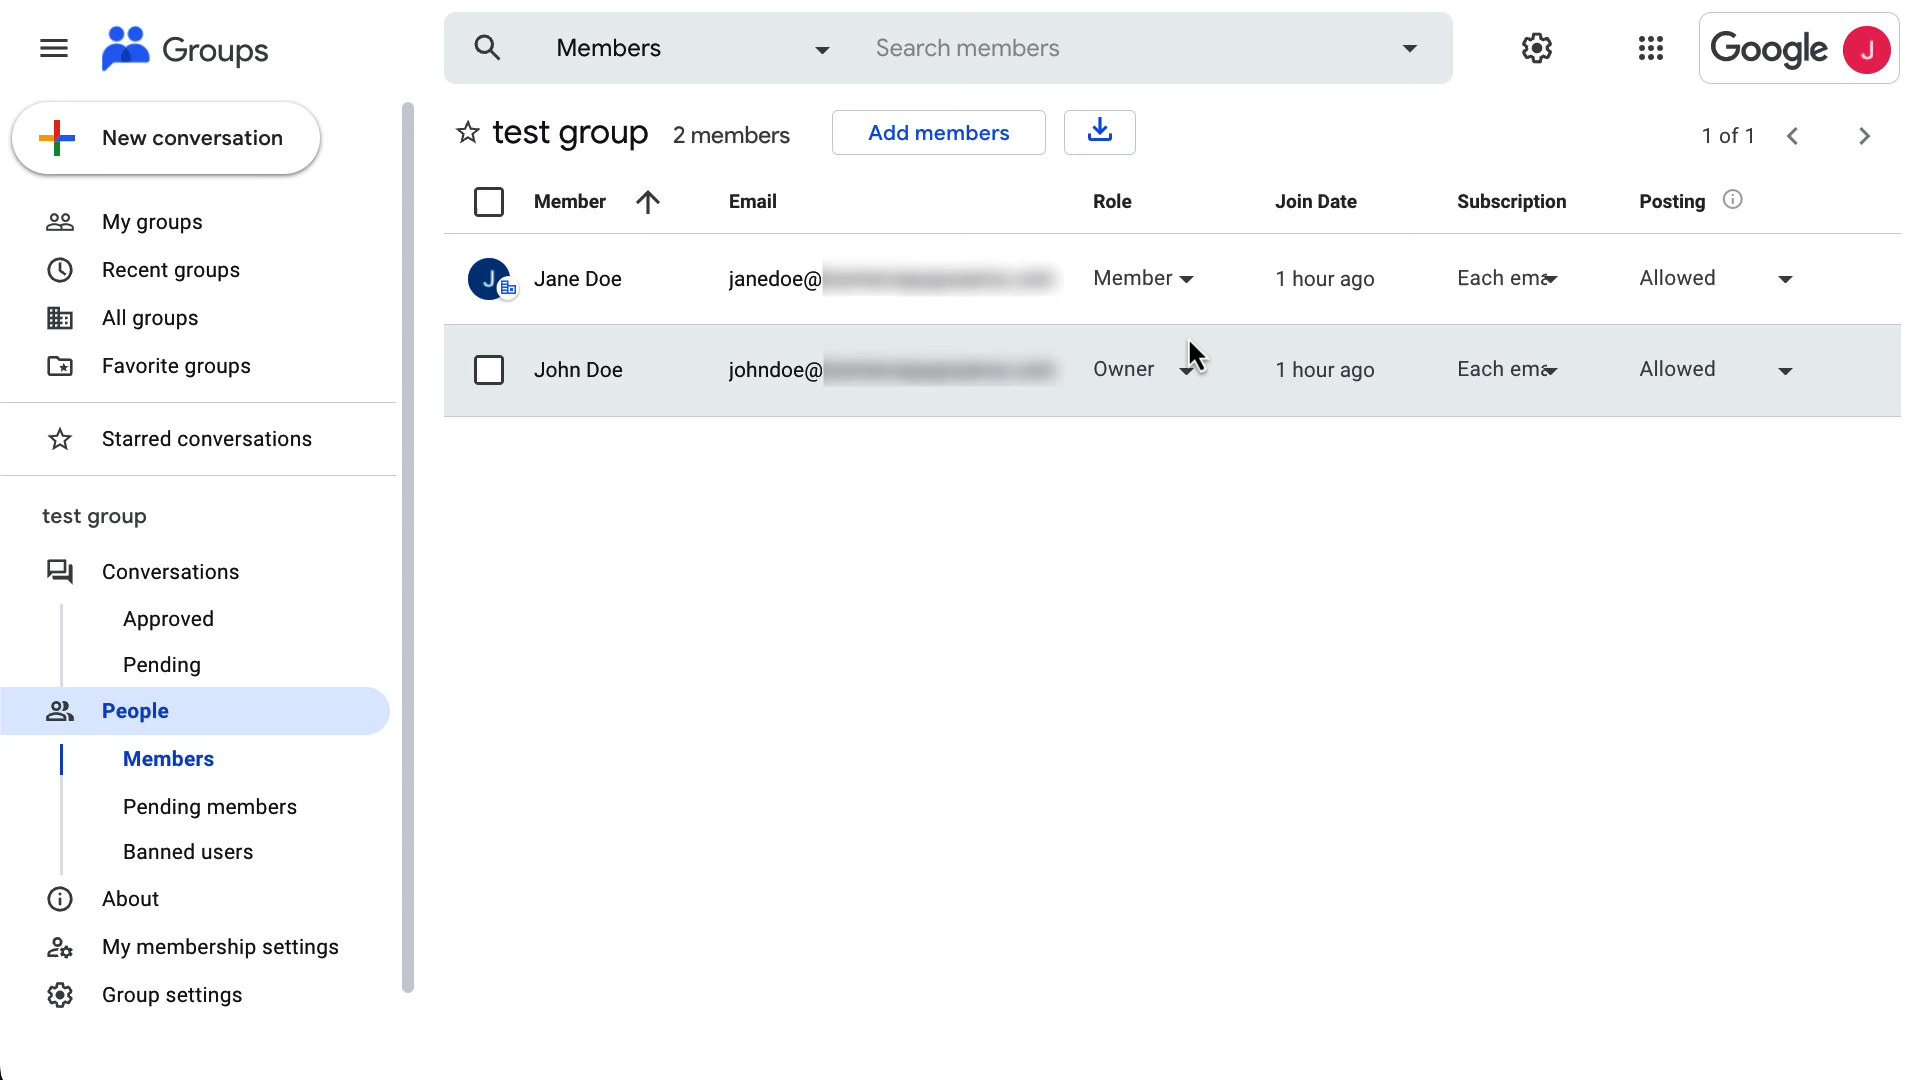 Groups
Members
Search members
Google
J
New conversation
test group
2 members
Add members
1 of 1
Member
Email
Role
Join Date
Subscription
Posting
J
Jane Doe
janedoe@
Member
1 hour ago
Each ema
Allowed
John Doe
johndoe@
Owner
1 hour ago
Each ema
Allowed
My groups
Recent groups
All groups
Favorite groups
Starred conversations
test group
Conversations
Approved
Pending
People
Members
Pending members
Banned users
About
My membership settings
Group settings